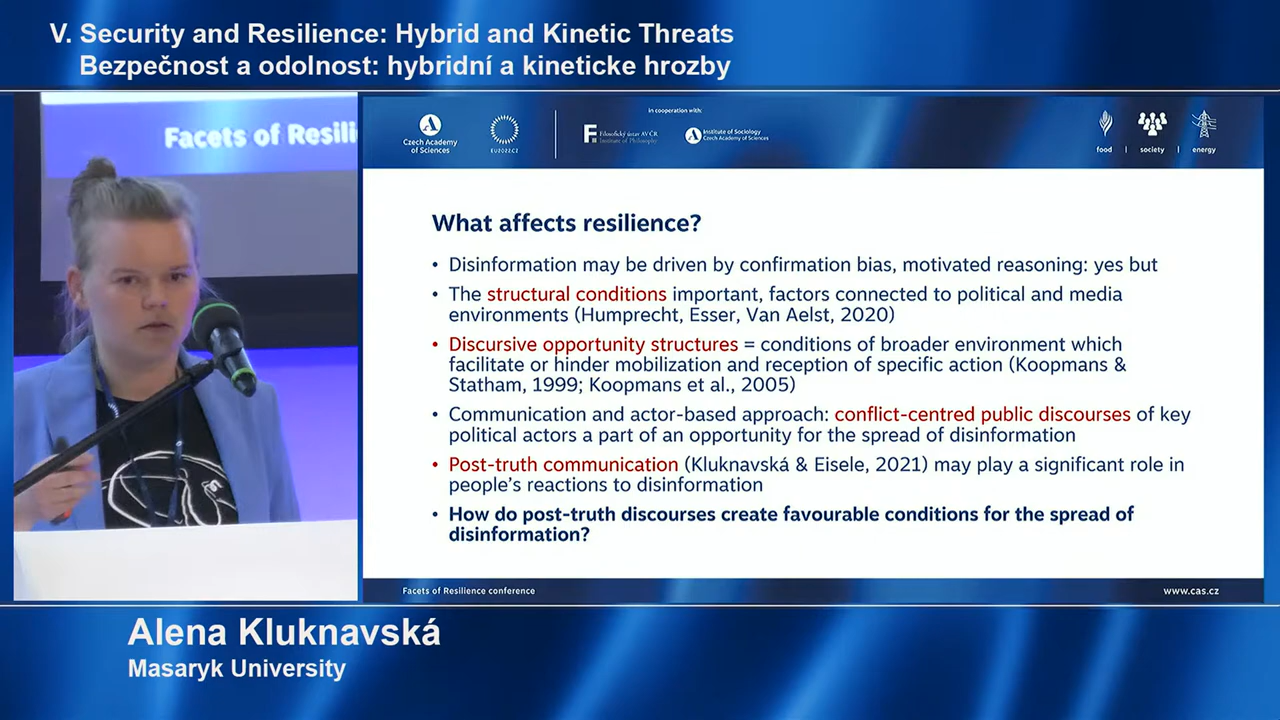 V. Security and Resilience: Hybrid and Kinetic Threats
Bezpečnost a odolnost: hybridní a kineticke hrozby
Facets of Resili
in cooperation with:
Czech Academy
of Sciences
EU2022.CZ
Filosofický ústav AV ČR
Institute of Philosophy
Institute of Sociology
Czech Academy of Sciences
food | society | energy
What affects resilience?
• Disinformation may be driven by confirmation bias, motivated reasoning: yes but
• The structural conditions important, factors connected to political and media
environments (Humprecht, Esser, Van Aelst, 2020)
• Discursive opportunity structures = conditions of broader environment which
facilitate or hinder mobilization and reception of specific action (Koopmans &
Statham, 1999; Koopmans et al., 2005)
• Communication and actor-based approach: conflict-centred public discourses of key
political actors a part of an opportunity for the spread of disinformation
• Post-truth communication (Kluknavská & Eisele, 2021) may play a significant role in
people's reactions to disinformation
• How do post-truth discourses create favourable conditions for the spread of
disinformation?
Facets of Resilience conference
www.cas.cz
Alena Kluknavská
Masaryk University